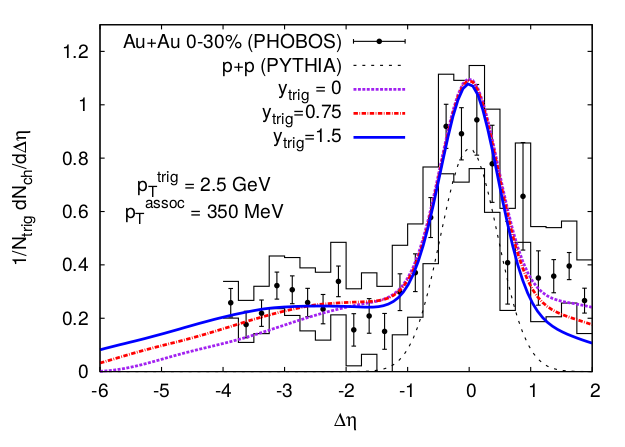 Au+Au 0-30% (PHOBOS)
p+p (PYTHIA)
y_trig = 0
y_trig=0.75
y_trig=1.5
p_T^trig = 2.5 GeV
p_T^assoc = 350 MeV
1/N_trig dN_ch/dΔη
1.2
1
0.8
0.6
0.4
0.2
0
-6 -5 -4 -3 -2 -1 0 1 2
Δη